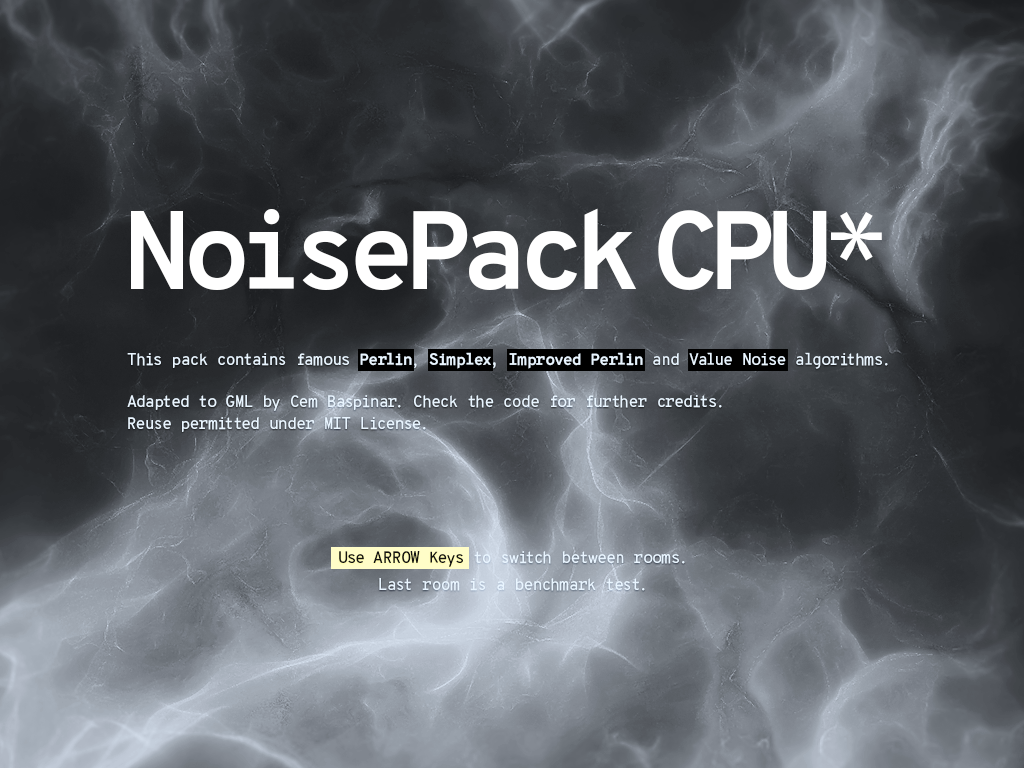 NoisePack CPU*
This pack contains famous Perlin, Simplex, Improved Perlin and Value Noise algorithms.
Adapted to GML by Cem Baspinar. Check the code for further credits.
Reuse permitted under MIT License.
Use ARROW Keys to switch between rooms.
Last room is a benchmark test.